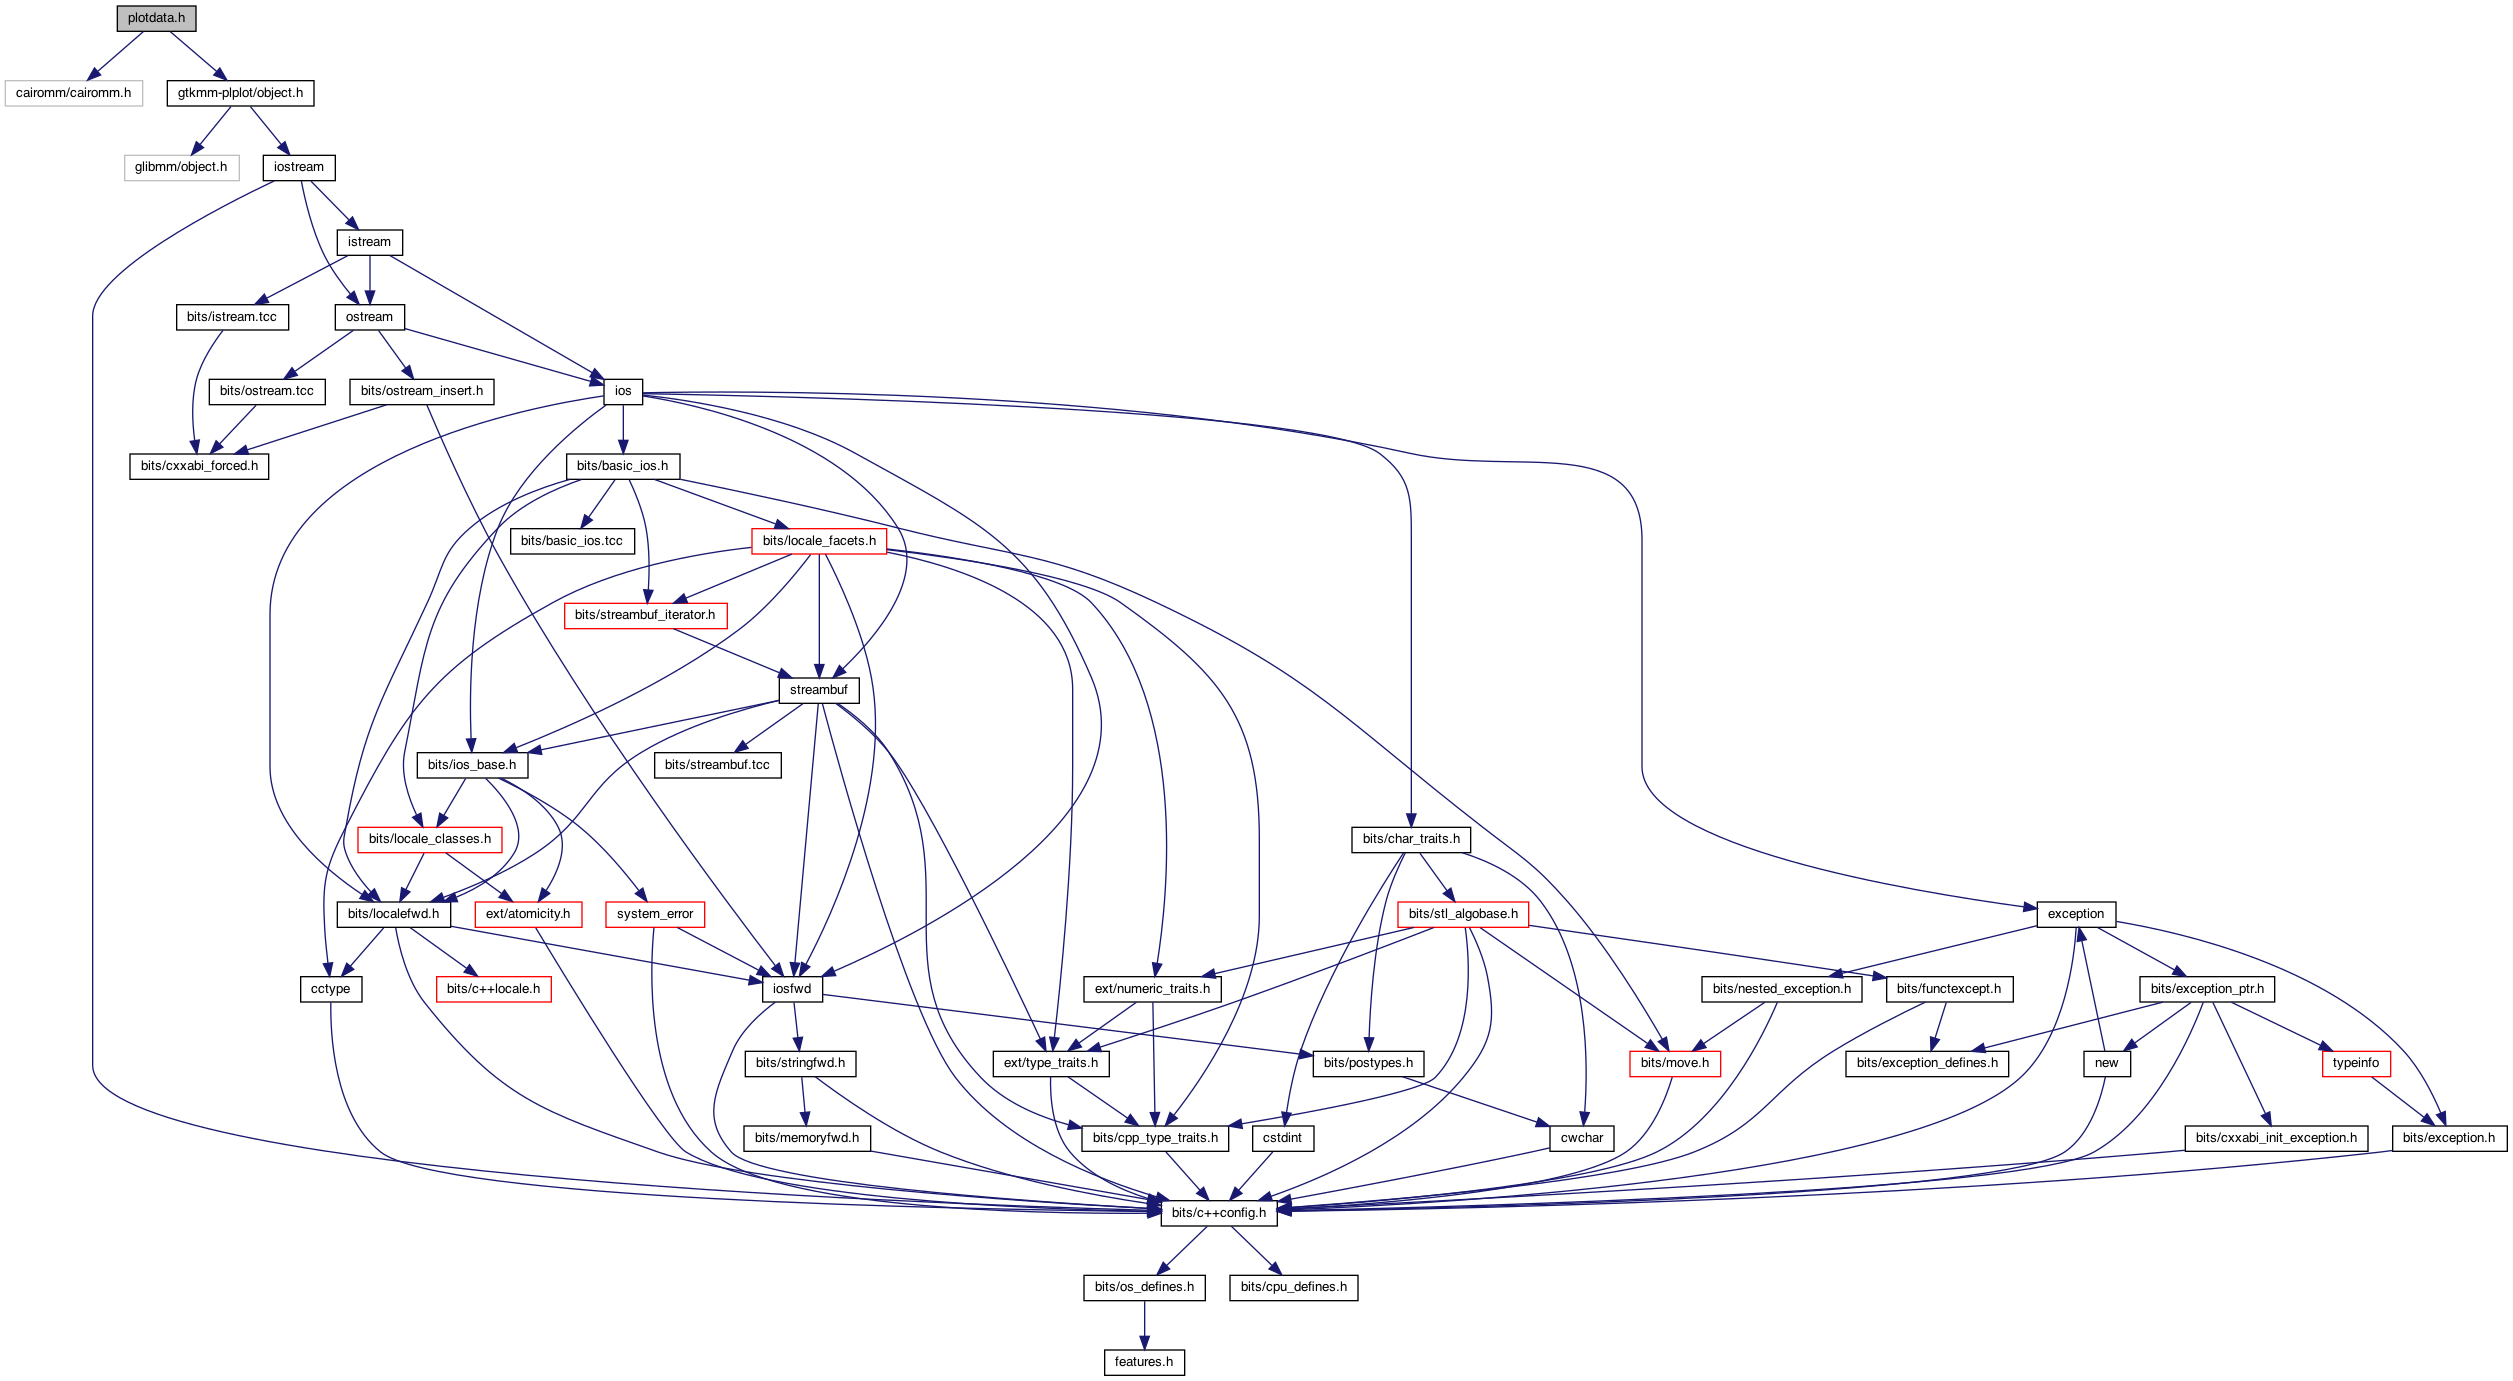 plotdata.h
cairomm/cairomm.h
gtkmm-plplot/object.h
glibmm/object.h
iostream
istream
bits/istream.tcc
ostream
bits/ostream.tcc
bits/ostream_insert.h
ios
bits/cxxabi_forced.h
bits/basic_ios.h
bits/basic_ios.tcc
bits/locale_facets.h
bits/streambuf_iterator.h
streambuf
bits/ios_base.h
bits/streambuf.tcc
bits/locale_classes.h
bits/char_traits.h
bits/localefwd.h
ext/atomicity.h
system_error
bits/stl_algobase.h
exception
cctype
bits/c++locale.h
iosfwd
ext/numeric_traits.h
bits/nested_exception.h
bits/functexcept.h
bits/exception_ptr.h
bits/stringfwd.h
ext/type_traits.h
bits/postypes.h
bits/move.h
bits/exception_defines.h
new
typeinfo
bits/memoryfwd.h
bits/cpp_type_traits.h
cstdint
cwchar
bits/cxxabi_init_exception.h
bits/exception.h
bits/c++config.h
bits/os_defines.h
bits/cpu_defines.h
features.h